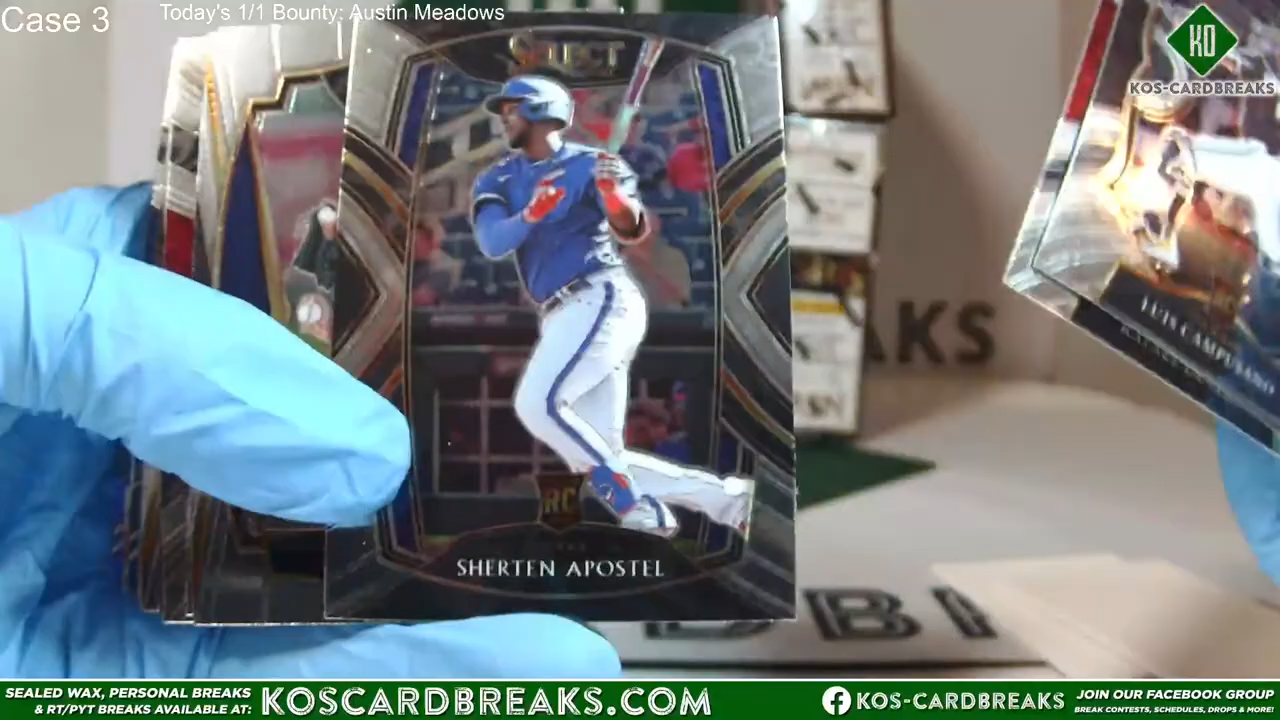 Case 3
Today's 1/1 Bounty: Austin Meadows
KO
KOS-CARDBREAKS
SELECT
RC
SHERTEN APOSTEL
LUIS CAMPUSANO
AKS
DBR
SEALED WAX, PERSONAL BREAKS
& RT/PYT BREAKS AVAILABLE AT:
KOSCARDBREAKS.COM
KOS-CARDBREAKS
JOIN OUR FACEBOOK GROUP
BREAK CONTESTS, SCHEDULES, DROPS & MORE!